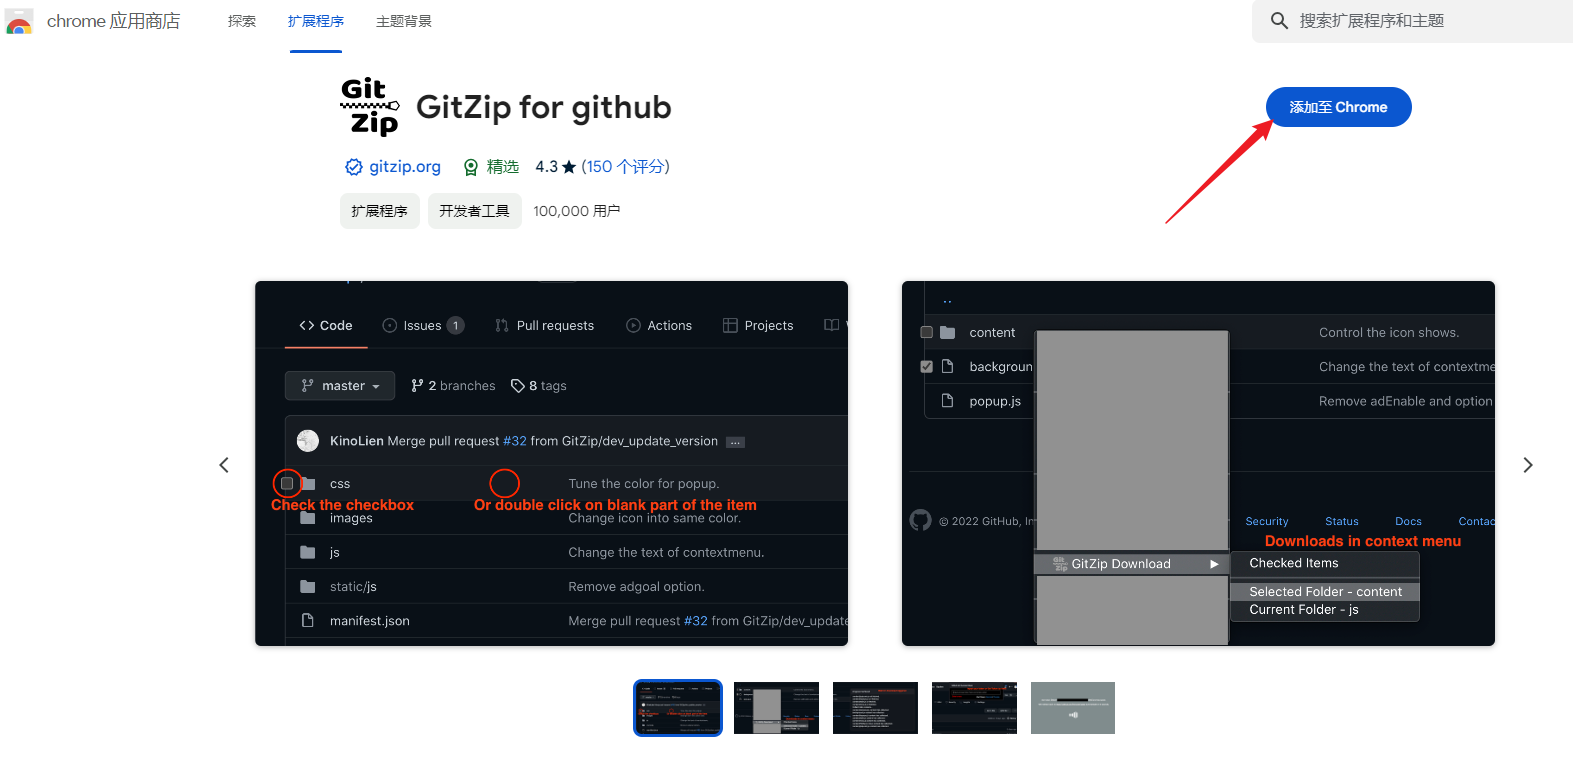 chrome 应用商店
探索
扩展程序
主题背景
搜索扩展程序和主题
Git Zip
GitZip for github
添加至 Chrome
gitzip.org
精选
4.3 ★ (150 个评分)
扩展程序
开发者工具
100,000 用户
Code
Issues 1
Pull requests
Actions
Projects
master
2 branches
8 tags
KinoLien Merge pull request #32 from GitZip/dev_update_version ...
css
Tune the color for popup.
Check the checkbox
Or double click on blank part of the item
images
Change icon into same color.
js
Change the text of contextmenu.
static/js
Remove adgoal option.
manifest.json
Merge pull request #32 from GitZip/dev_update
..
content
Control the icon shows.
backgroun
Change the text of contextme
popup.js
Remove adEnable and option
© 2022 GitHub, In
Security
Status
Docs
Contac
Downloads in context menu
Git Zip GitZip Download
Checked Items
Selected Folder - content
Current Folder - js